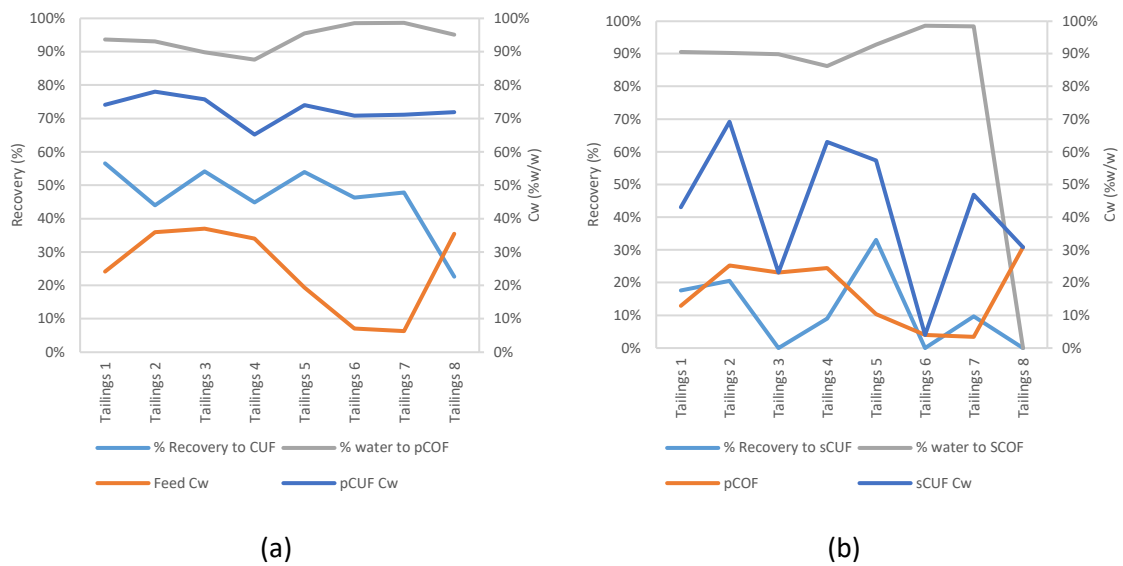 100%
90%
80%
70%
60%
50%
40%
30%
20%
10%
0%
Recovery (%)
100%
90%
80%
70%
60%
50%
40%
30%
20%
10%
0%
Cw (%w/w)
Tailings 1
Tailings 2
Tailings 3
Tailings 4
Tailings 5
Tailings 6
Tailings 7
Tailings 8
% Recovery to CUF
% water to pCOF
Feed Cw
pCUF Cw
(a)
100%
90%
80%
70%
60%
50%
40%
30%
20%
10%
0%
Recovery (%)
100%
90%
80%
70%
60%
50%
40%
30%
20%
10%
0%
Cw (%w/w)
Tailings 1
Tailings 2
Tailings 3
Tailings 4
Tailings 5
Tailings 6
Tailings 7
Tailings 8
% Recovery to sCUF
% water to SCOF
pCOF
sCUF Cw
(b)